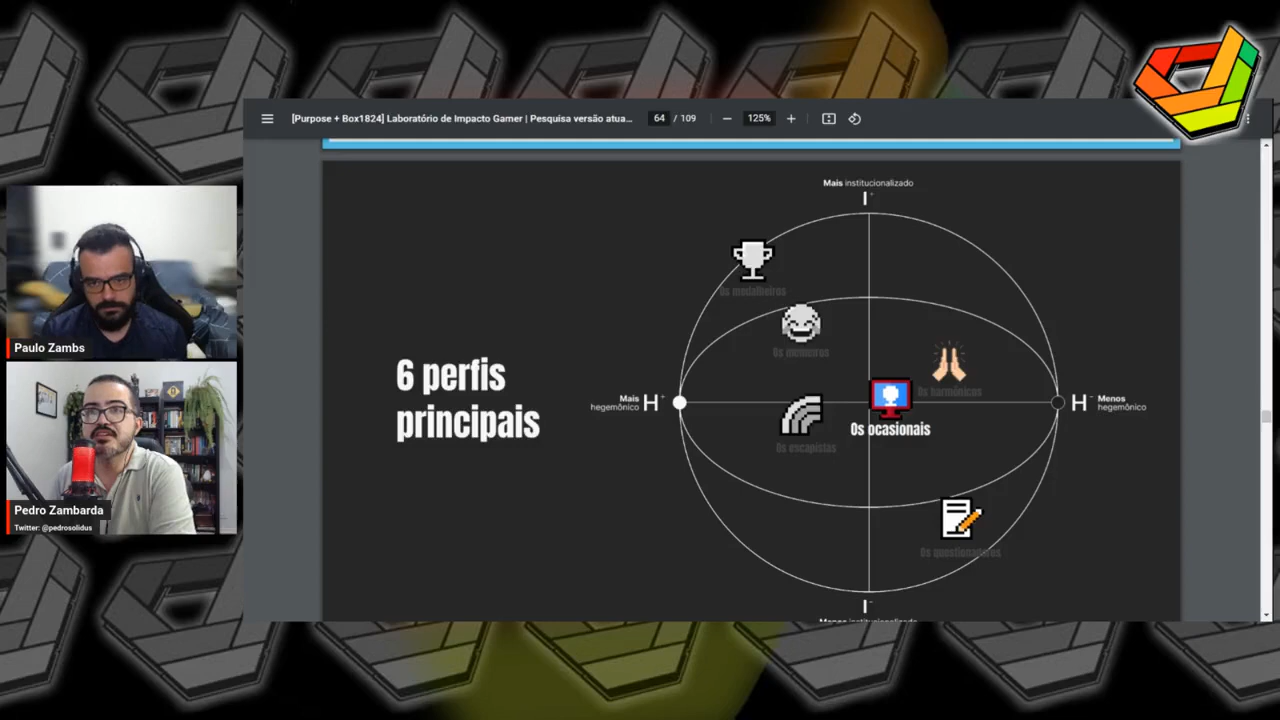 [Purpose + Box1824] Laboratório de Impacto Gamer | Pesquisa versão atua...
64 / 109
125%
Mais institucionalizado
I+
Os medalheiros
Os memeiros
Os harmônicos
6 perfis
principais
Mais
hegemônico
H+
H-
Menos
hegemônico
Os ocasionais
Os escapistas
Os questionadores
I-
Menos institucionalizado
Paulo Zambs
Pedro Zambarda
Twitter: @pedrosolidus